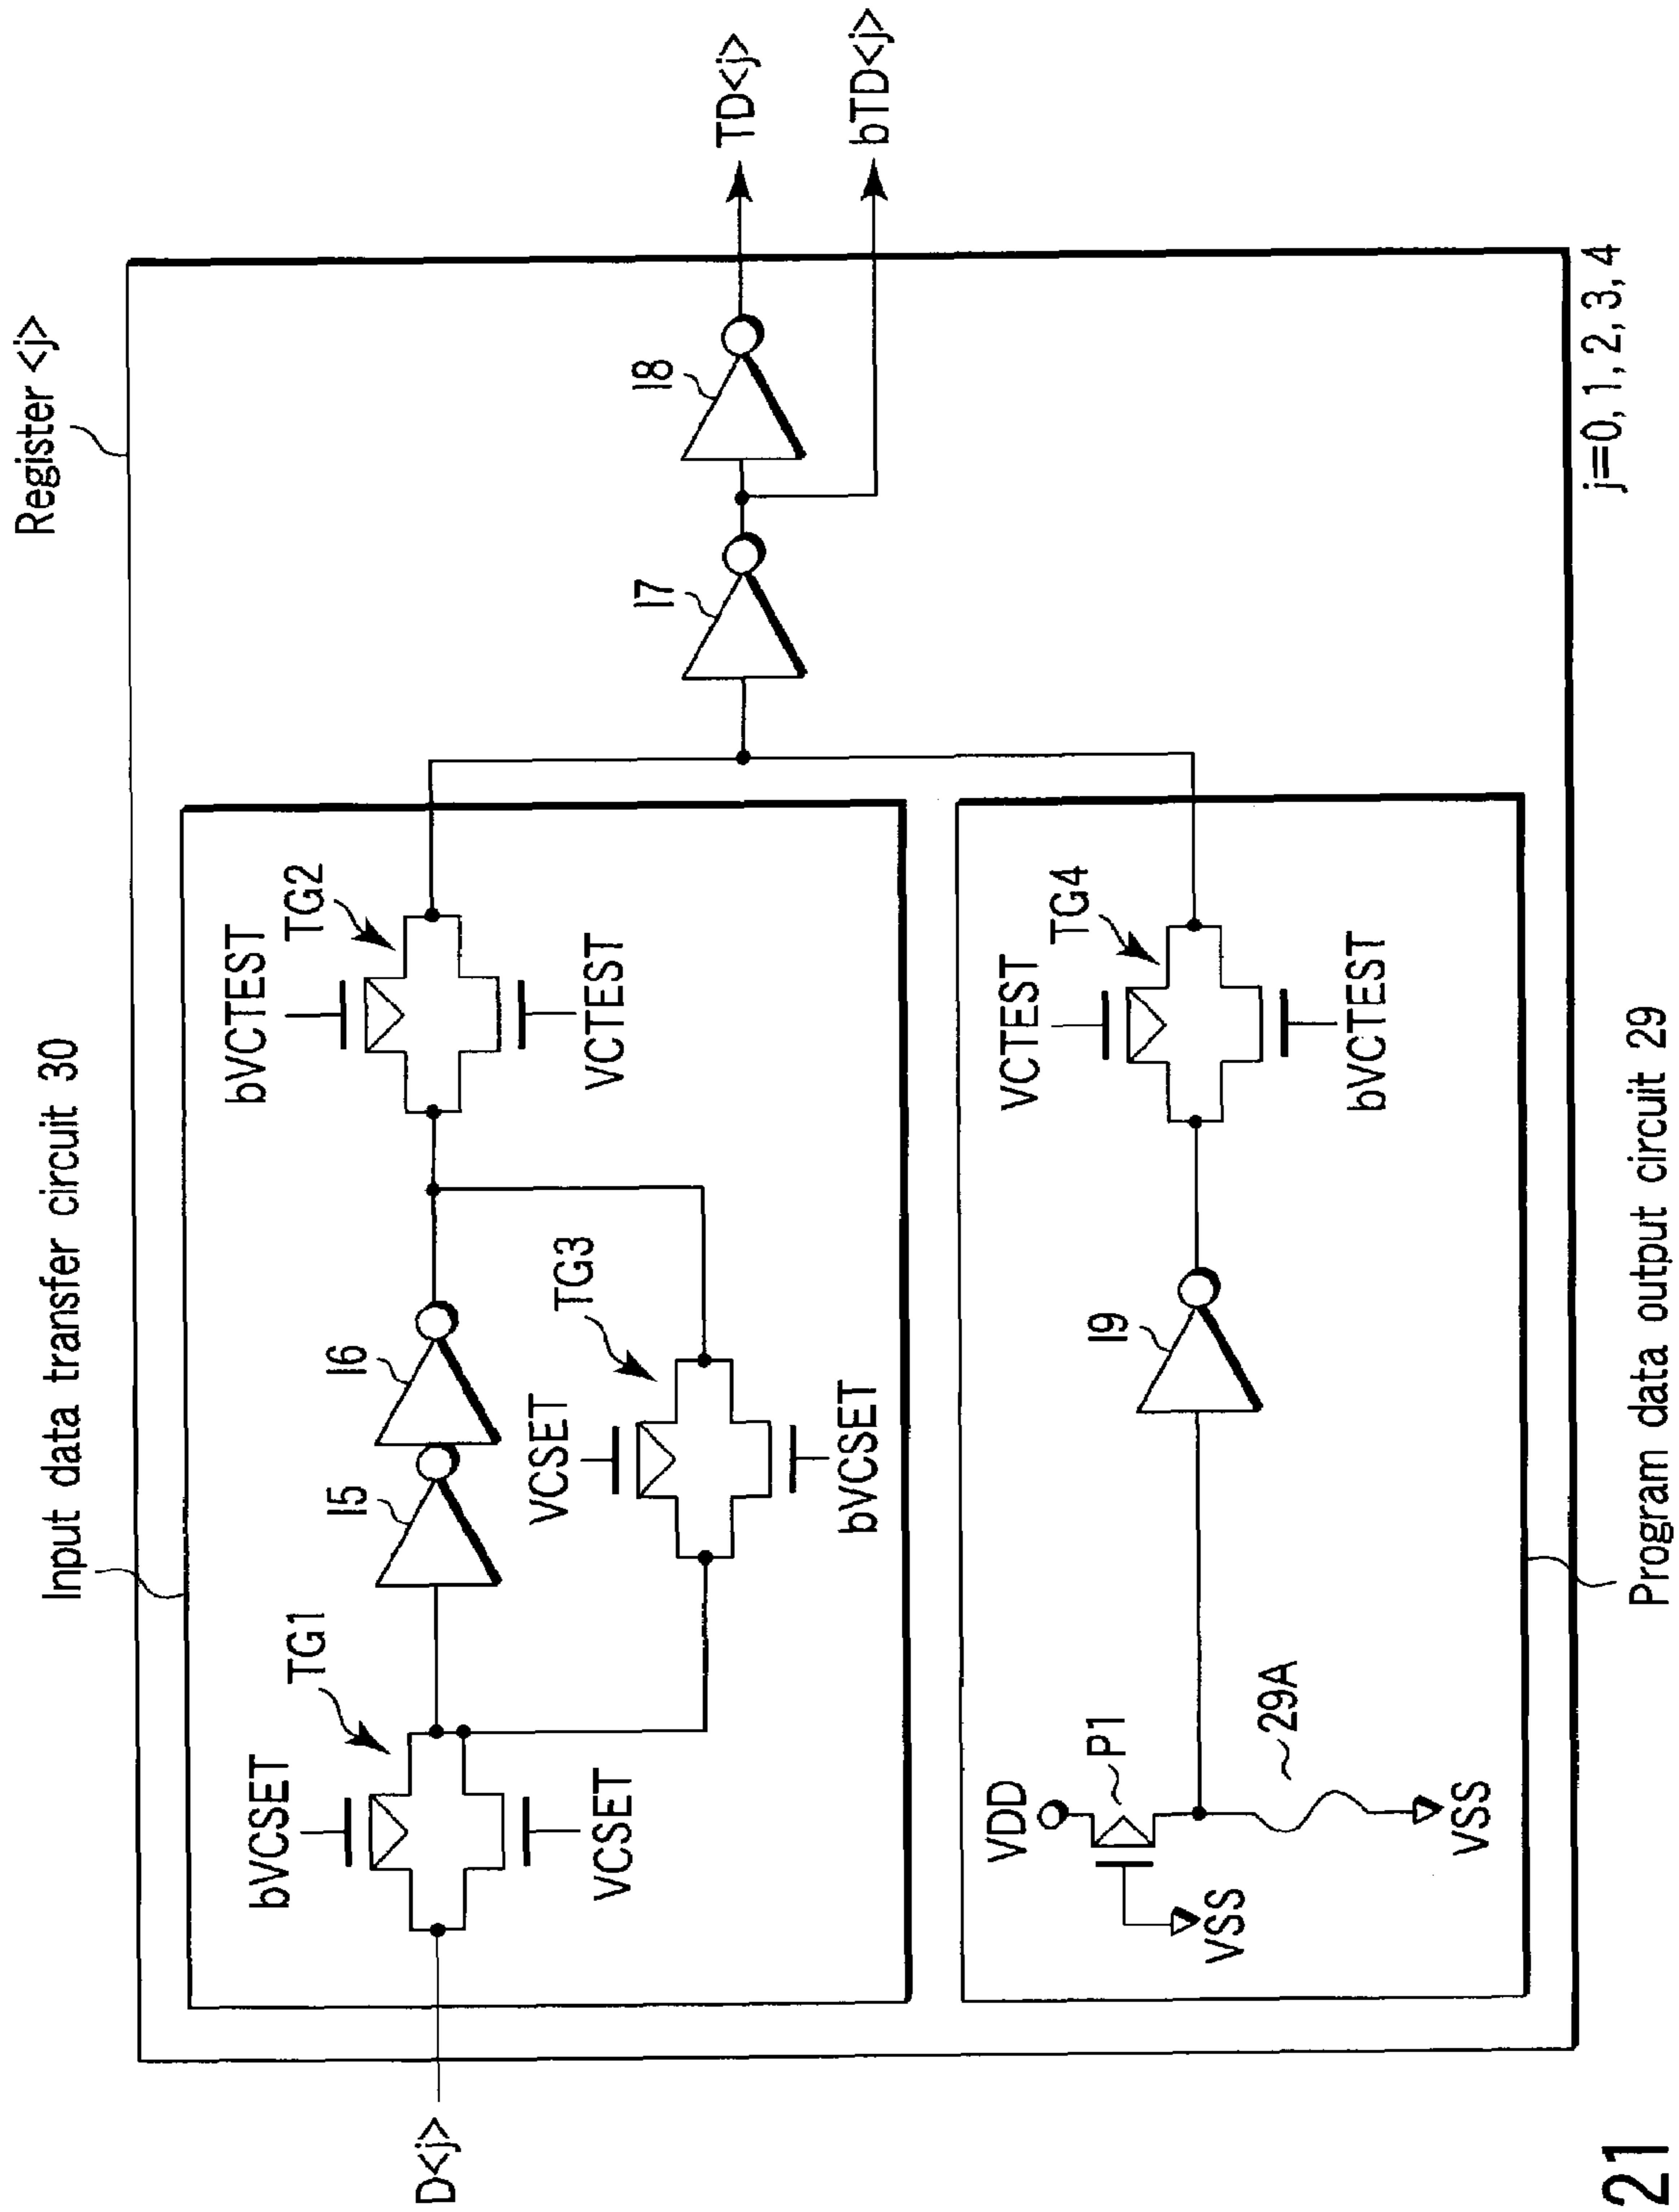 Register <j>
Input data transfer circuit 30
D<j>
bVCSET
TG1
VCSET
I5
I6
VCSET
TG3
bVCSET
bVCTEST
TG2
VCTEST
I7
I8
TD<j>
bTD<j>
VDD
P1
VSS
29A
VSS
I9
VCTEST
TG4
bVCTEST
Program data output circuit 29
j=0, 1, 2, 3, 4
21